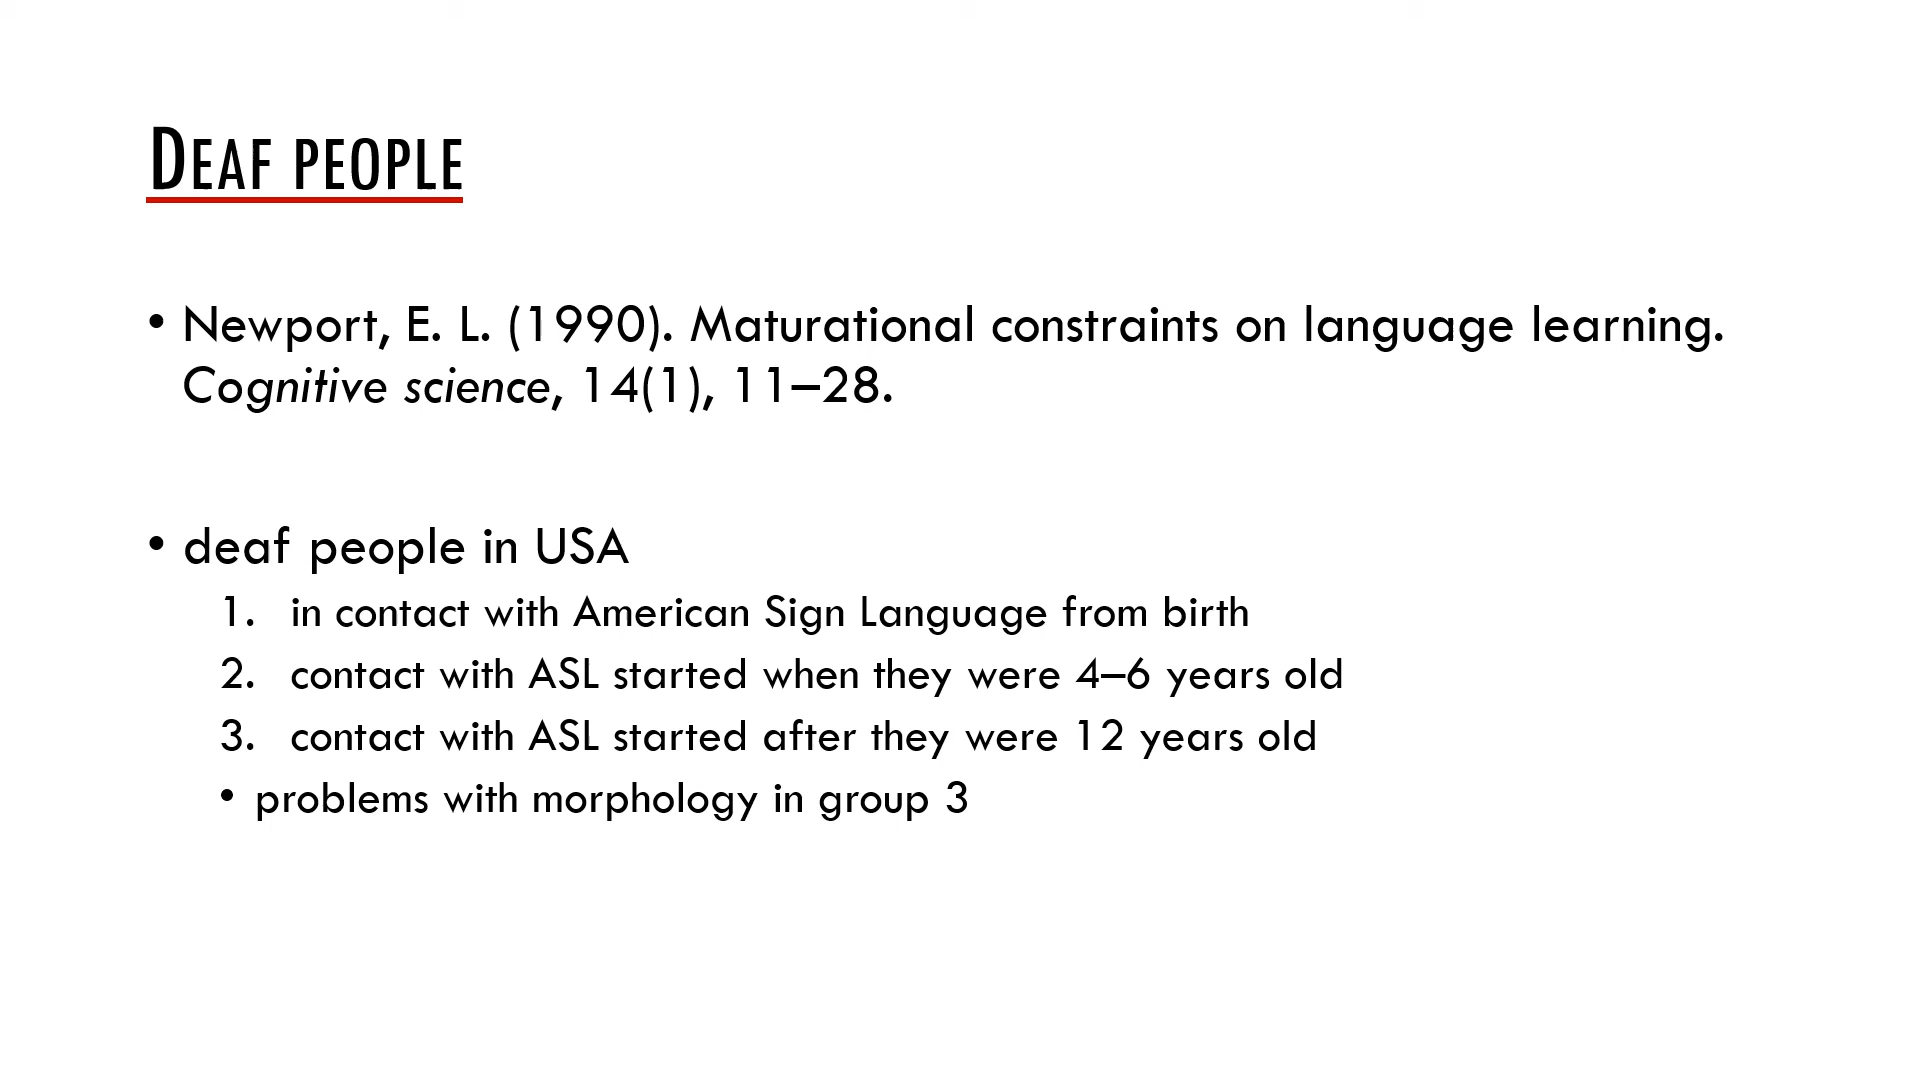 DEAF PEOPLE
• Newport, E. L. (1990). Maturational constraints on language learning.
Cognitive science, 14(1), 11–28.
• deaf people in USA
1. in contact with American Sign Language from birth
2. contact with ASL started when they were 4–6 years old
3. contact with ASL started after they were 12 years old
• problems with morphology in group 3